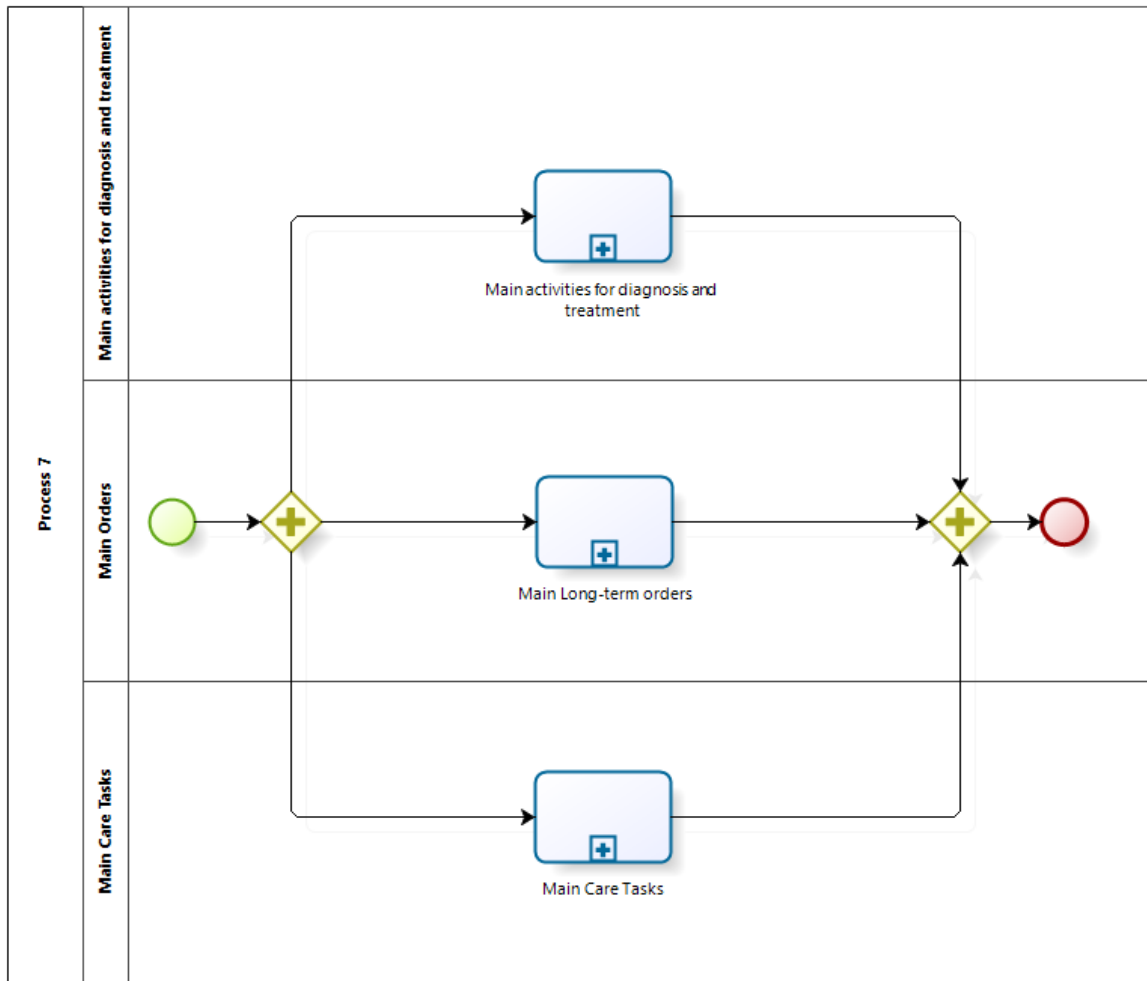 Process 7
Main activities for diagnosis and treatment
Main activities for diagnosis and
treatment
Main Orders
Main Long-term orders
Main Care Tasks
Main Care Tasks